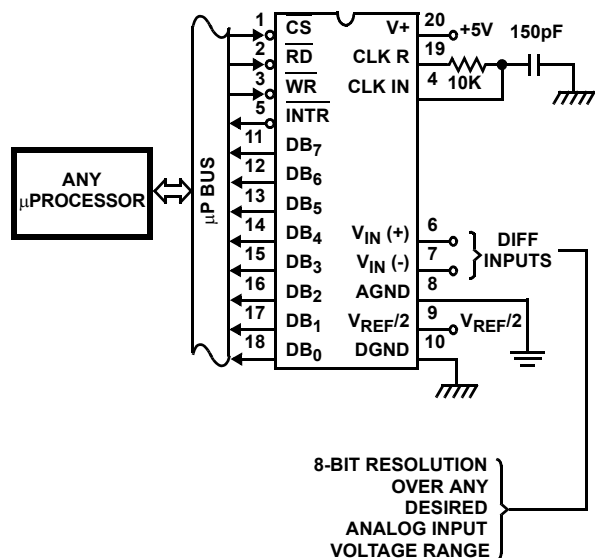 1 CS V+ 20 +5V 150pF
2 RD CLK R 19
3 WR CLK IN 4 10K
5 INTR
11 DB7
12 DB6
ANY
µPROCESSOR
µP BUS
13 DB5
14 DB4 VIN (+) 6
15 DB3 VIN (-) 7
DIFF
INPUTS
16 DB2 AGND 8
17 DB1 VREF/2 9 VREF/2
18 DB0 DGND 10
8-BIT RESOLUTION
OVER ANY
DESIRED
ANALOG INPUT
VOLTAGE RANGE